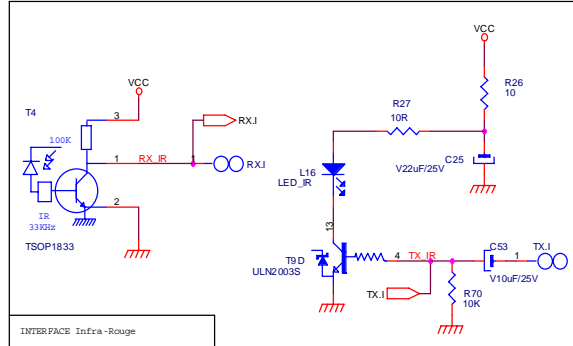 VCC
T4
3
100K
1
RX_IR
1
RX.I
RX.I
IR
33KHz
2
TSOP1833
VCC
R26
10
R27
10R
C25
V22uF/25V
L16
LED_IR
13
T9D
ULN2003S
4
TX_IR
TX.I
C53
1
TX.I
V10uF/25V
R70
10K
INTERFACE Infra-Rouge